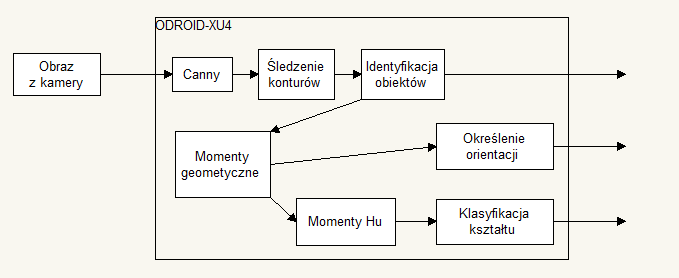 ODROID-XU4
Obraz
z kamery
Canny
Śledzenie
konturów
Identyfikacja
obiektów
Momenty
geometyczne
Określenie
orientacji
Momenty Hu
Klasyfikacja
kształtu